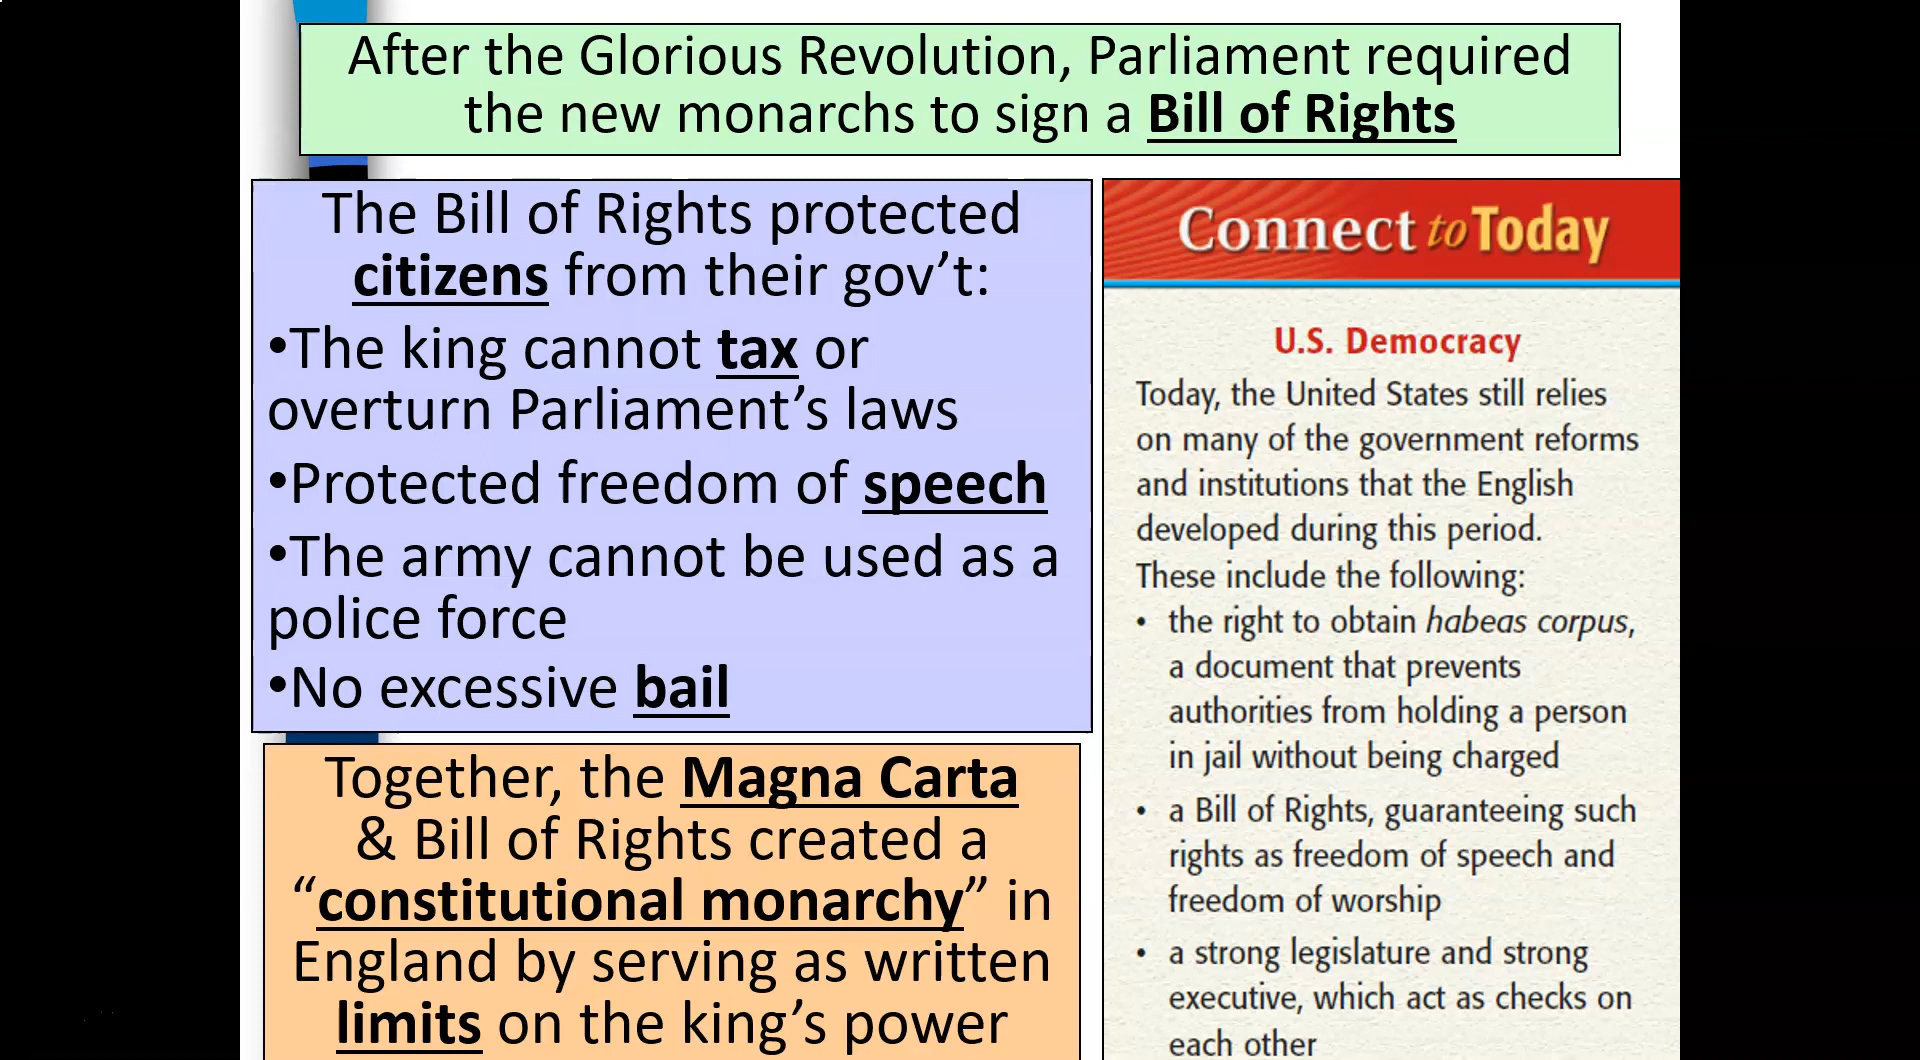 After the Glorious Revolution, Parliament required
the new monarchs to sign a Bill of Rights
The Bill of Rights protected
citizens from their gov’t:
•The king cannot tax or
overturn Parliament’s laws
•Protected freedom of speech
•The army cannot be used as a
police force
•No excessive bail
Together, the Magna Carta
& Bill of Rights created a
“constitutional monarchy” in
England by serving as written
limits on the king’s power
Connect to Today
U.S. Democracy
Today, the United States still relies
on many of the government reforms
and institutions that the English
developed during this period.
These include the following:
• the right to obtain habeas corpus,
a document that prevents
authorities from holding a person
in jail without being charged
• a Bill of Rights, guaranteeing such
rights as freedom of speech and
freedom of worship
• a strong legislature and strong
executive, which act as checks on
each other